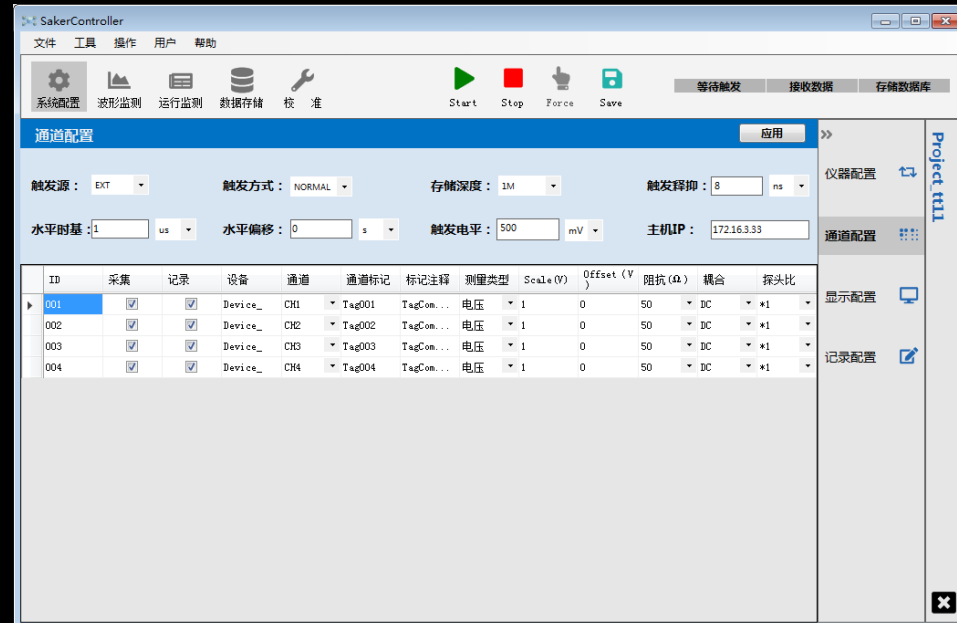 SakerController
文件 工具 操作 用户 帮助
系统配置 波形监测 运行监测 数据存储 校 准 Start Stop Force Save 等待触发 接收数据 存储数据库
通道配置 应用
触发源： EXT 触发方式： NORMAL 存储深度： 1M 触发释抑： 8 ns
水平时基： 1 us 水平偏移： 0 s 触发电平： 500 mV 主机IP： 172.16.3.33
ID 采集 记录 设备 通道 通道标记 标记注释 测量类型 Scale(V) Offset (V) 阻抗(Ω) 耦合 探头比
001 Device_ CH1 Tag001 TagCom... 电压 1 0 50 DC *1
002 Device_ CH2 Tag002 TagCom... 电压 1 0 50 DC *1
003 Device_ CH3 Tag003 TagCom... 电压 1 0 50 DC *1
004 Device_ CH4 Tag004 TagCom... 电压 1 0 50 DC *1
仪器配置
通道配置
显示配置
记录配置
Project_tt11